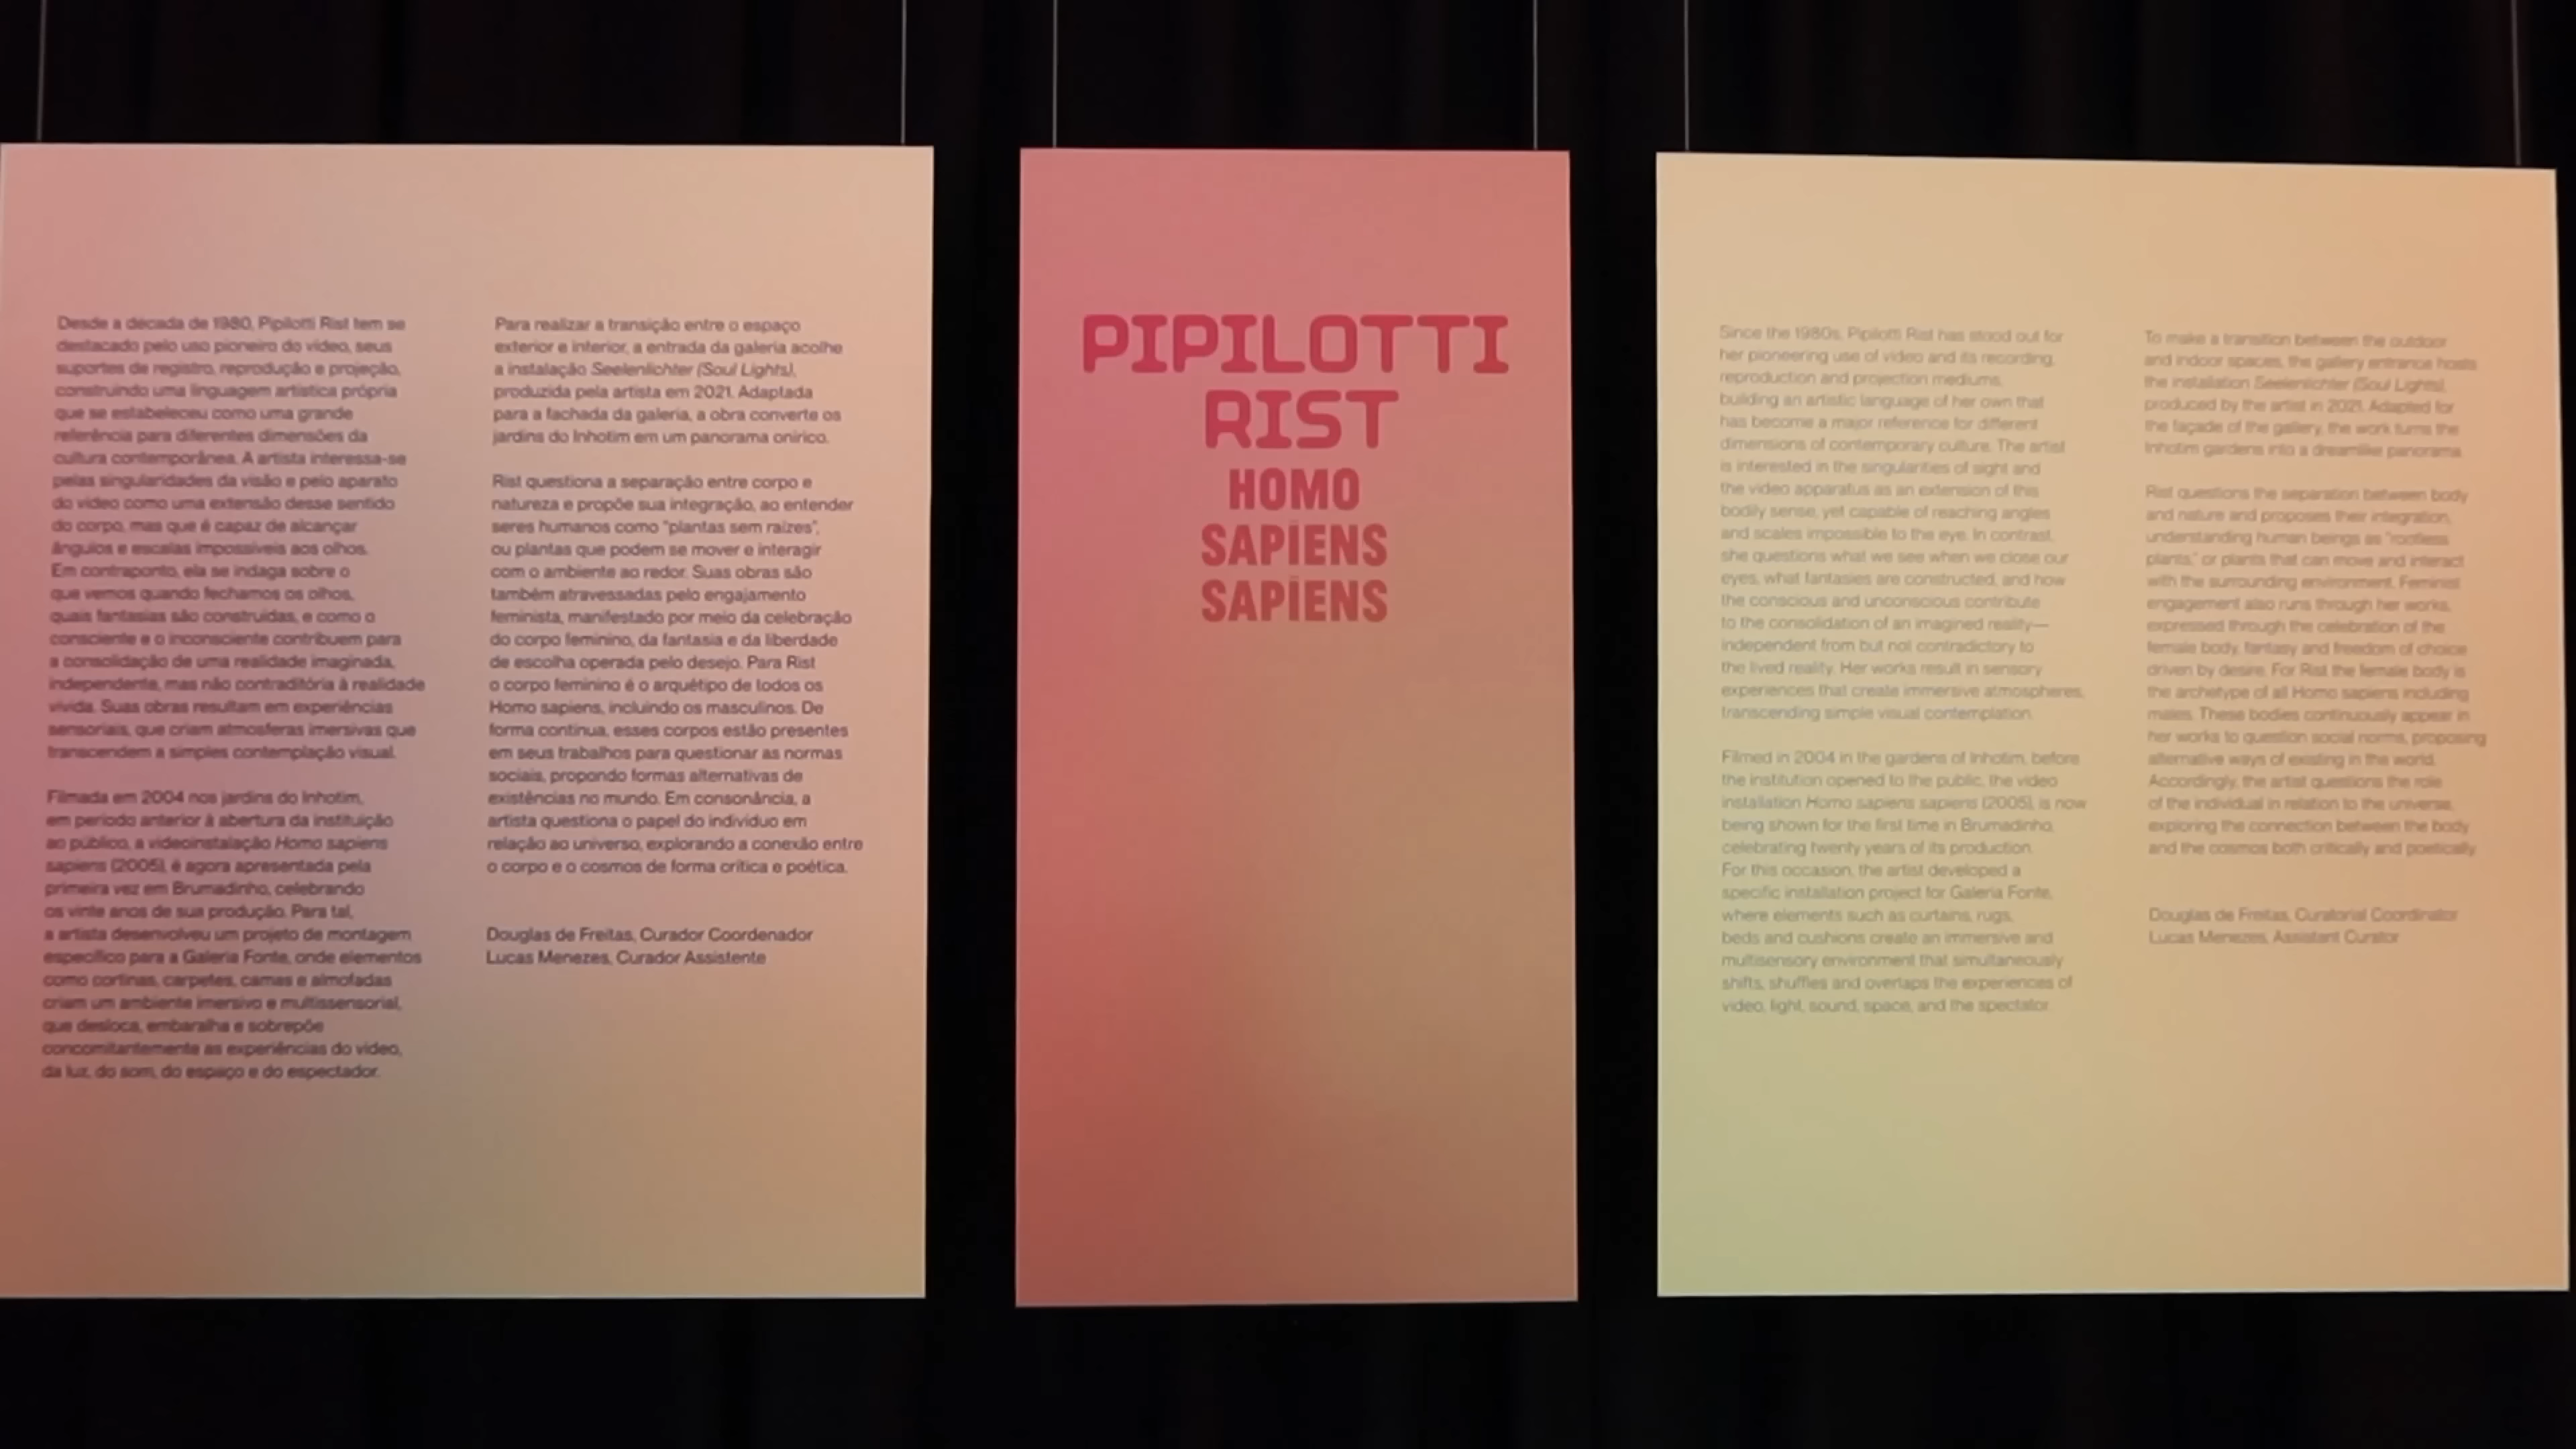 Desde a década de 1980, Pipilotti Rist tem se
destacado pelo uso pioneiro do vídeo, seus
suportes de registro, reprodução e projeção,
construindo uma linguagem artística própria
que se estabeleceu como uma grande
referência para diferentes dimensões da
cultura contemporânea. A artista interessa-se
pelas singularidades da visão e pelo aparato
do vídeo como uma extensão desse sentido
do corpo, mas que é capaz de alcançar
ângulos e escalas impossíveis aos olhos.
Em contraponto, ela se indaga sobre o
que vemos quando fechamos os olhos,
quais fantasias são construídas, e como o
consciente e o inconsciente contribuem para
a consolidação de uma realidade imaginada,
independente, mas não contraditória à realidade
vivida. Suas obras resultam em experiências
sensoriais, que criam atmosferas imersivas que
transcendem a simples contemplação visual.
Filmada em 2004 nos jardins do Inhotim,
em período anterior à abertura da instituição
ao público, a videoinstalação Homo sapiens
sapiens (2005), é agora apresentada pela
primeira vez em Brumadinho, celebrando
os vinte anos de sua produção. Para tal,
a artista desenvolveu um projeto de montagem
específico para a Galeria Fonte, onde elementos
como cortinas, carpetes, camas e almofadas
criam um ambiente imersivo e multissensorial,
que desloca, embaralha e sobrepõe
concomitantemente as experiências do vídeo,
da luz, do som, do espaço e do espectador.
Para realizar a transição entre o espaço
exterior e interior, a entrada da galeria acolhe
a instalação Seelenlichter (Soul Lights),
produzida pela artista em 2021. Adaptada
para a fachada da galeria, a obra converte os
jardins do Inhotim em um panorama onírico.
Rist questiona a separação entre corpo e
natureza e propõe sua integração, ao entender
seres humanos como "plantas sem raízes",
ou plantas que podem se mover e interagir
com o ambiente ao redor. Suas obras são
também atravessadas pelo engajamento
feminista, manifestado por meio da celebração
do corpo feminino, da fantasia e da liberdade
de escolha operada pelo desejo. Para Rist
o corpo feminino é o arquétipo de todos os
Homo sapiens, incluindo os masculinos. De
forma contínua, esses corpos estão presentes
em seus trabalhos para questionar as normas
sociais, propondo formas alternativas de
existências no mundo. Em consonância, a
artista questiona o papel do indivíduo em
relação ao universo, explorando a conexão entre
o corpo e o cosmos de forma crítica e poética.
Douglas de Freitas, Curador Coordenador
Lucas Menezes, Curador Assistente
PIPILOTTI
RIST
HOMO
SAPIENS
SAPIENS
Since the 1980s, Pipilotti Rist has stood out for
her pioneering use of video and its recording,
reproduction and projection mediums,
building an artistic language of her own that
has become a major reference for different
dimensions of contemporary culture. The artist
is interested in the singularities of sight and
the video apparatus as an extension of this
bodily sense, yet capable of reaching angles
and scales impossible to the eye. In contrast,
she questions what we see when we close our
eyes, what fantasies are constructed, and how
the conscious and unconscious contribute
to the consolidation of an imagined reality—
independent from but not contradictory to
the lived reality. Her works result in sensory
experiences that create immersive atmospheres,
transcending simple visual contemplation.
Filmed in 2004 in the gardens of Inhotim, before
the institution opened to the public, the video
installation Homo sapiens sapiens (2005), is now
being shown for the first time in Brumadinho,
celebrating twenty years of its production.
For this occasion, the artist developed a
specific installation project for Galeria Fonte,
where elements such as curtains, rugs,
beds and cushions create an immersive and
multisensory environment that simultaneously
shifts, shuffles and overlaps the experiences of
video, light, sound, space, and the spectator.
To make a transition between the outdoor
and indoor spaces, the gallery entrance hosts
the installation Seelenlichter (Soul Lights),
produced by the artist in 2021. Adapted for
the façade of the gallery, the work turns the
Inhotim gardens into a dreamlike panorama.
Rist questions the separation between body
and nature and proposes their integration,
understanding human beings as "rootless
plants," or plants that can move and interact
with the surrounding environment. Feminist
engagement also runs through her works,
expressed through the celebration of the
female body, fantasy and freedom of choice
driven by desire. For Rist the female body is
the archetype of all Homo sapiens including
males. These bodies continuously appear in
her works to question social norms, proposing
alternative ways of existing in the world.
Accordingly, the artist questions the role
of the individual in relation to the universe,
exploring the connection between the body
and the cosmos both critically and poetically.
Douglas de Freitas, Curatorial Coordinator
Lucas Menezes, Assistant Curator